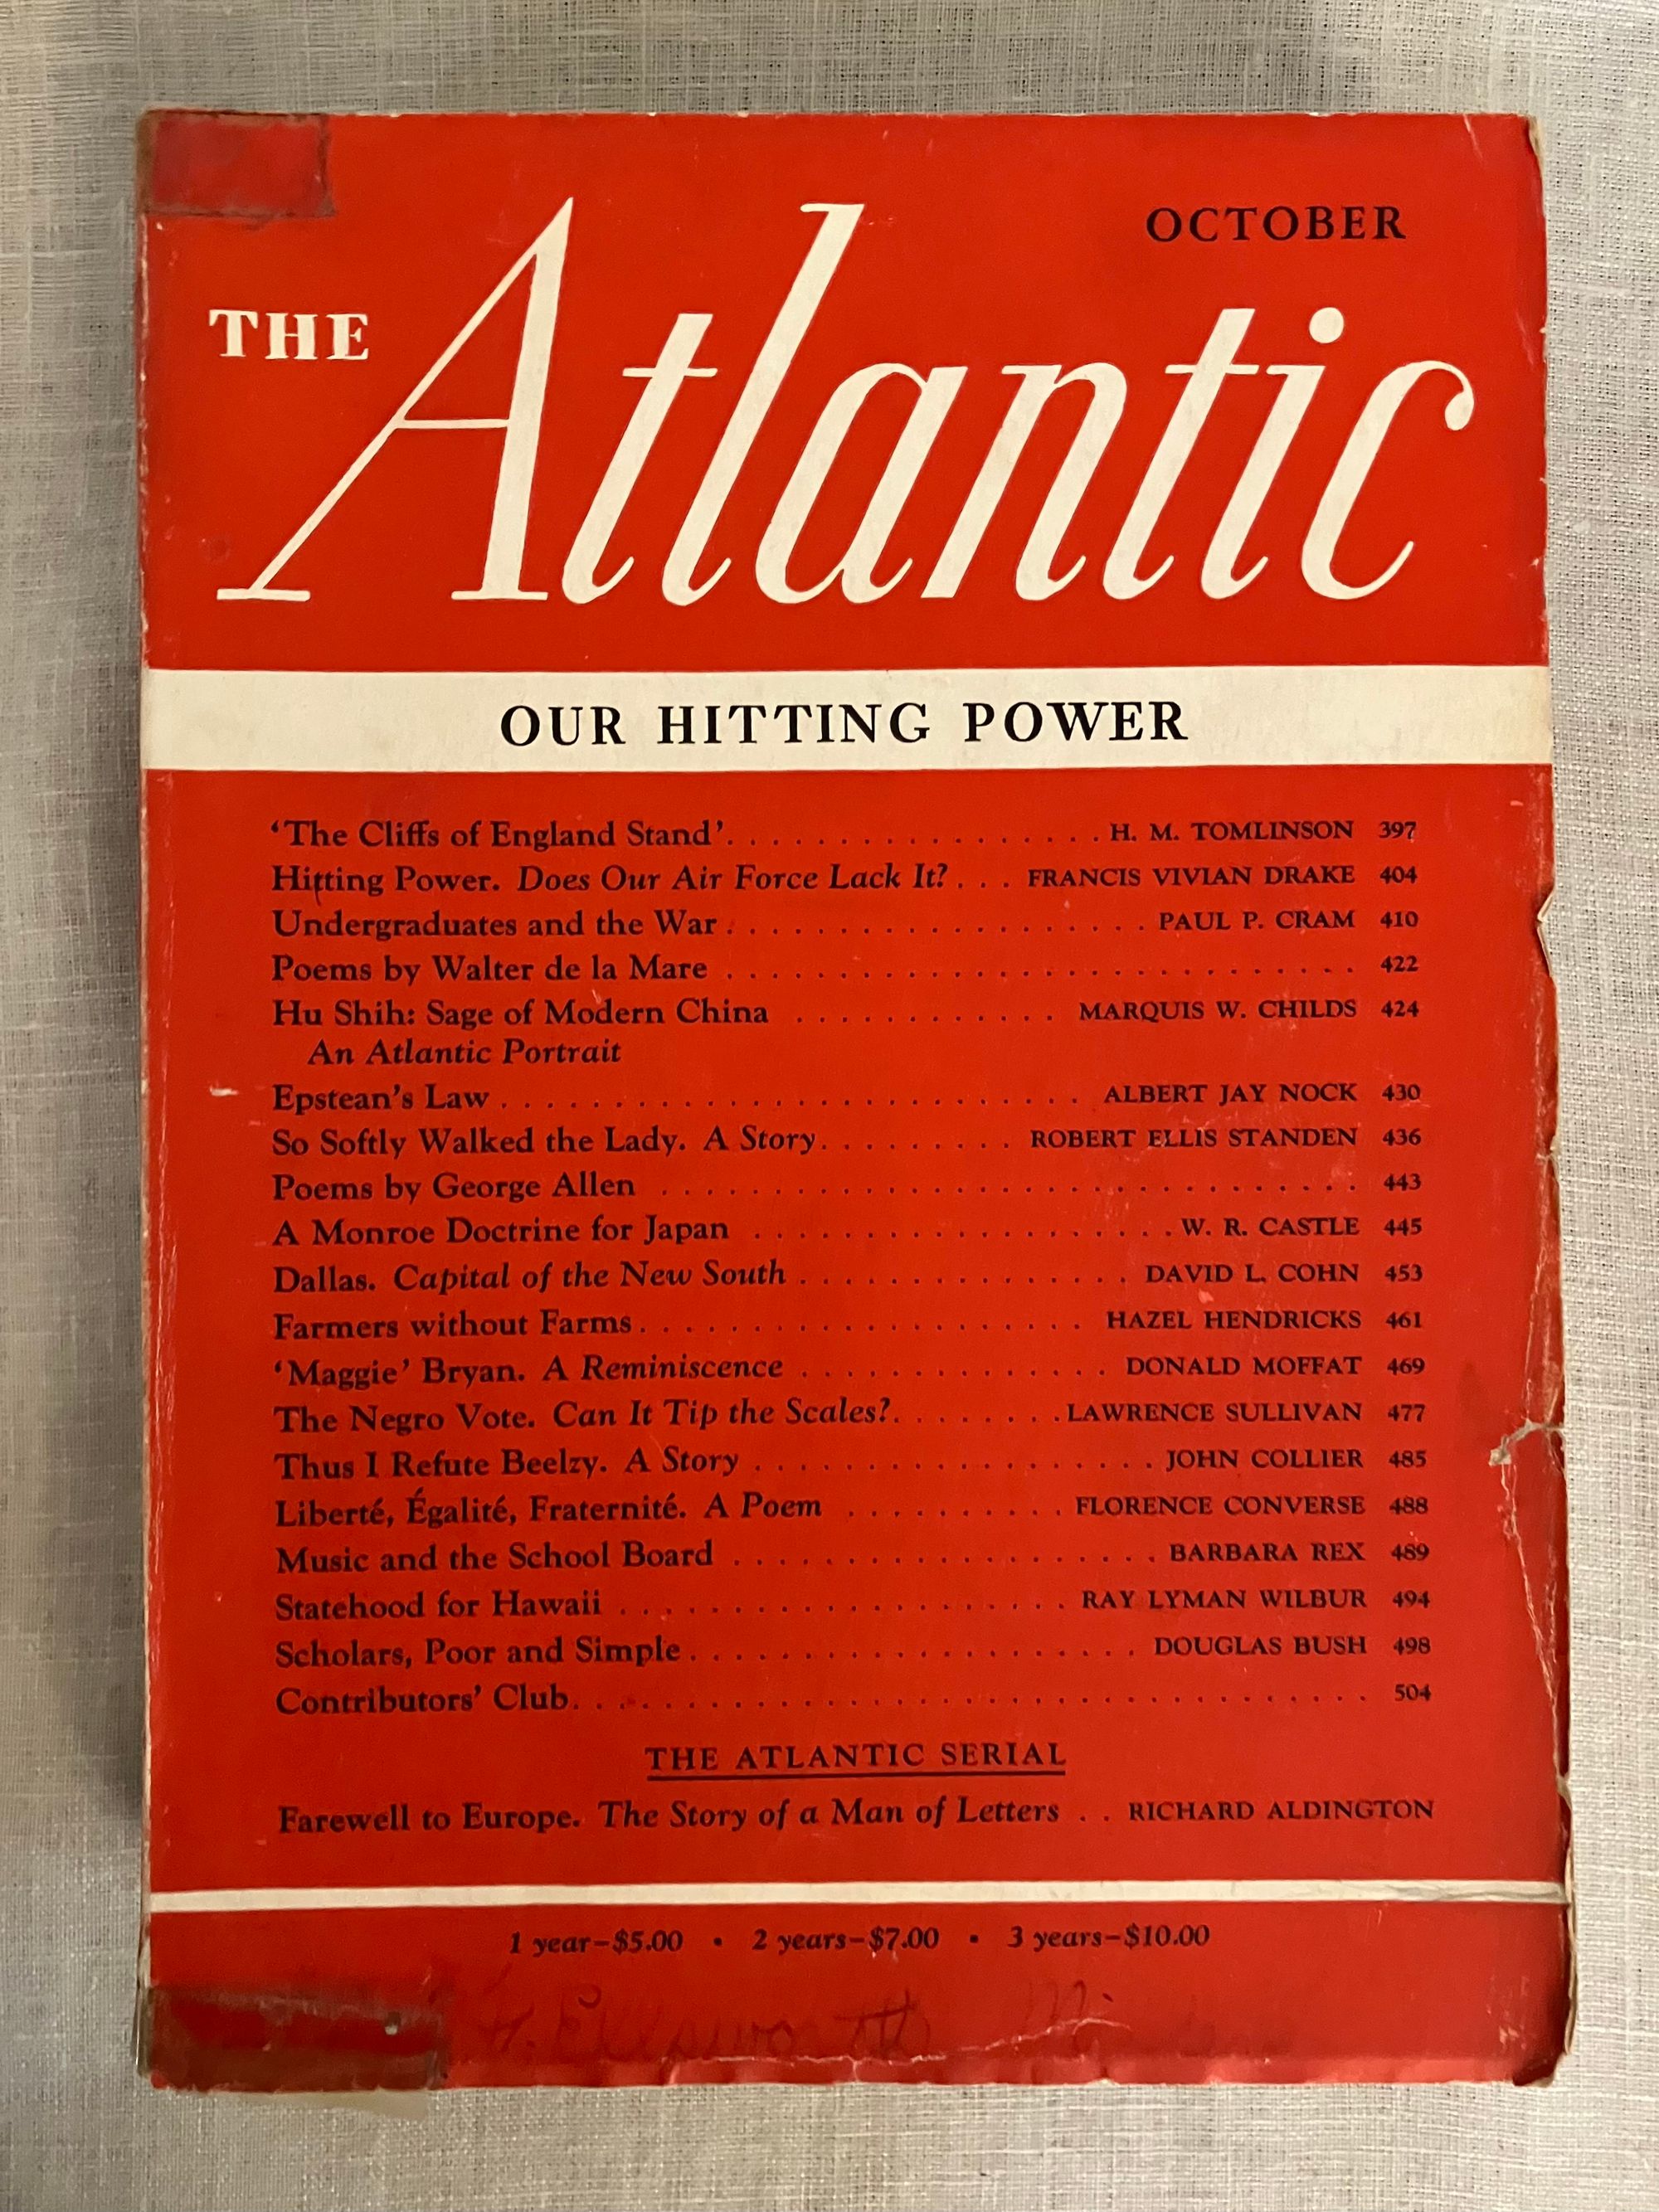 OCTOBER
THE Atlantic
OUR HITTING POWER
‘The Cliffs of England Stand’. . . . . . . . . . . . . . . . . H. M. TOMLINSON 397
Hitting Power. Does Our Air Force Lack It? . . . FRANCIS VIVIAN DRAKE 404
Undergraduates and the War . . . . . . . . . . . . . . . . . . . PAUL P. CRAM 410
Poems by Walter de la Mare . . . . . . . . . . . . . . . . . . . . . . . . . . . . 422
Hu Shih: Sage of Modern China . . . . . . . . . . . . MARQUIS W. CHILDS 424
An Atlantic Portrait
Epstean's Law . . . . . . . . . . . . . . . . . . . . . . . . . . ALBERT JAY NOCK 430
So Softly Walked the Lady. A Story. . . . . . . . . ROBERT ELLIS STANDEN 436
Poems by George Allen . . . . . . . . . . . . . . . . . . . . . . . . . . . . . . . 443
A Monroe Doctrine for Japan . . . . . . . . . . . . . . . . . . . W. R. CASTLE 445
Dallas. Capital of the New South . . . . . . . . . . . . . . . DAVID L. COHN 453
Farmers without Farms . . . . . . . . . . . . . . . . . . . . HAZEL HENDRICKS 461
‘Maggie’ Bryan. A Reminiscence . . . . . . . . . . . . . . DONALD MOFFAT 469
The Negro Vote. Can It Tip the Scales?. . . . . . . . LAWRENCE SULLIVAN 477
Thus I Refute Beelzy. A Story . . . . . . . . . . . . . . . . . . JOHN COLLIER 485
Liberté, Égalité, Fraternité. A Poem . . . . . . . . . . FLORENCE CONVERSE 488
Music and the School Board . . . . . . . . . . . . . . . . . . . BARBARA REX 489
Statehood for Hawaii . . . . . . . . . . . . . . . . . . . . RAY LYMAN WILBUR 494
Scholars, Poor and Simple . . . . . . . . . . . . . . . . . . . . DOUGLAS BUSH 498
Contributors' Club. . . . . . . . . . . . . . . . . . . . . . . . . . . . . . . . . . . 504
THE ATLANTIC SERIAL
Farewell to Europe. The Story of a Man of Letters . . RICHARD ALDINGTON
1 year–$5.00 • 2 years–$7.00 • 3 years–$10.00
Ellsworth